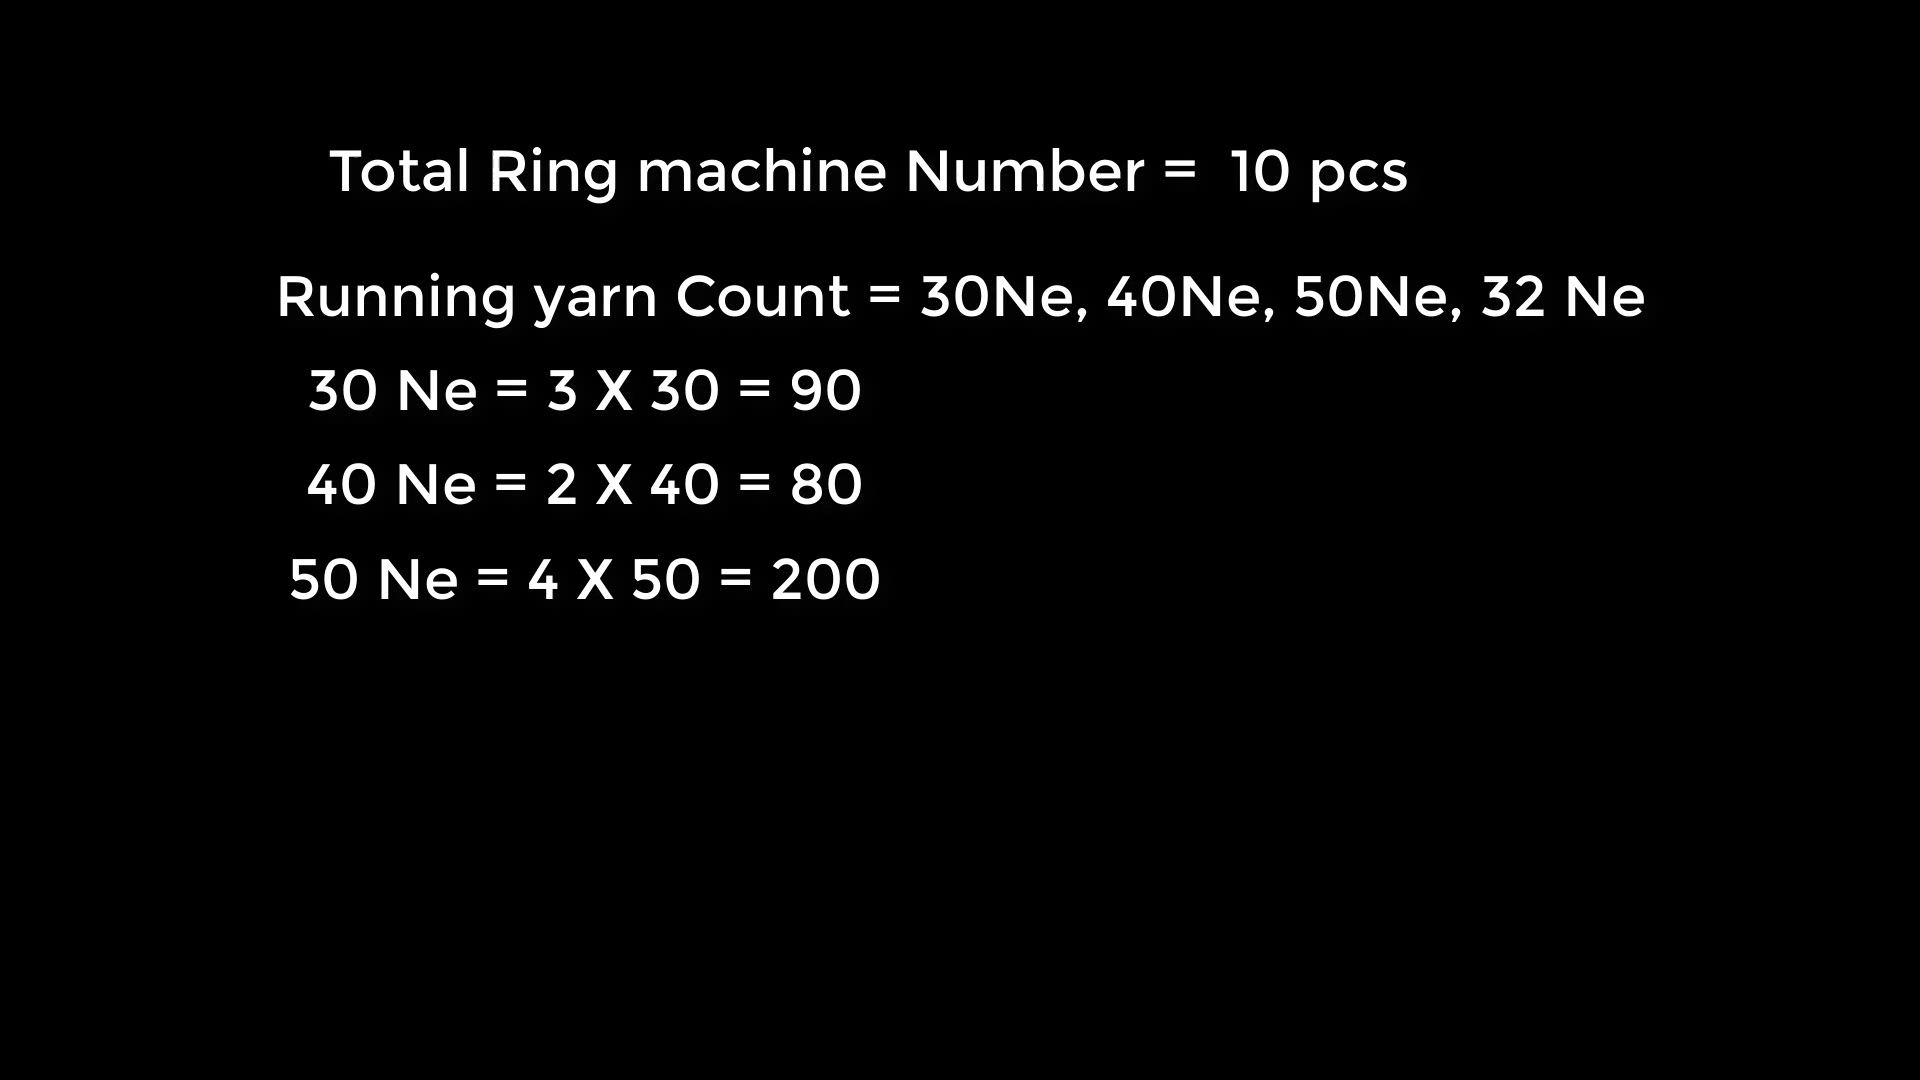 Total Ring machine Number = 10 pcs
Running yarn Count = 30Ne, 40Ne, 50Ne, 32 Ne
30 Ne = 3 X 30 = 90
40 Ne = 2 X 40 = 80
50 Ne = 4 X 50 = 200